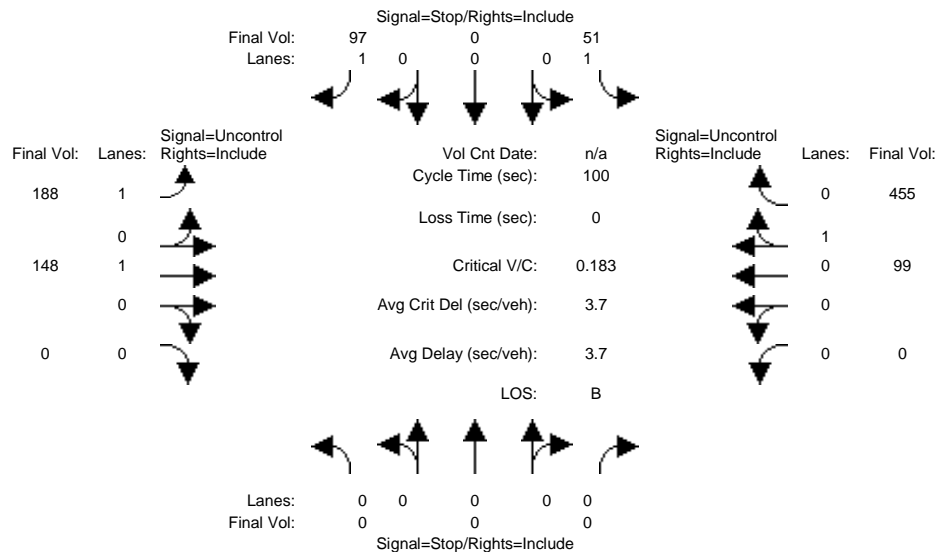 Signal=Stop/Rights=Include
Final Vol: 97 0 51
Lanes: 1 0 0 0 1
Signal=Uncontrol Signal=Uncontrol
Final Vol: Lanes: Rights=Include Vol Cnt Date: n/a Rights=Include Lanes: Final Vol:
Cycle Time (sec): 100
188 1 0 455
Loss Time (sec): 0
0 1
148 1 Critical V/C: 0.183 0 99
0 Avg Crit Del (sec/veh): 3.7 0
0 0 Avg Delay (sec/veh): 3.7 0 0
LOS: B
Lanes: 0 0 0 0 0
Final Vol: 0 0 0
Signal=Stop/Rights=Include